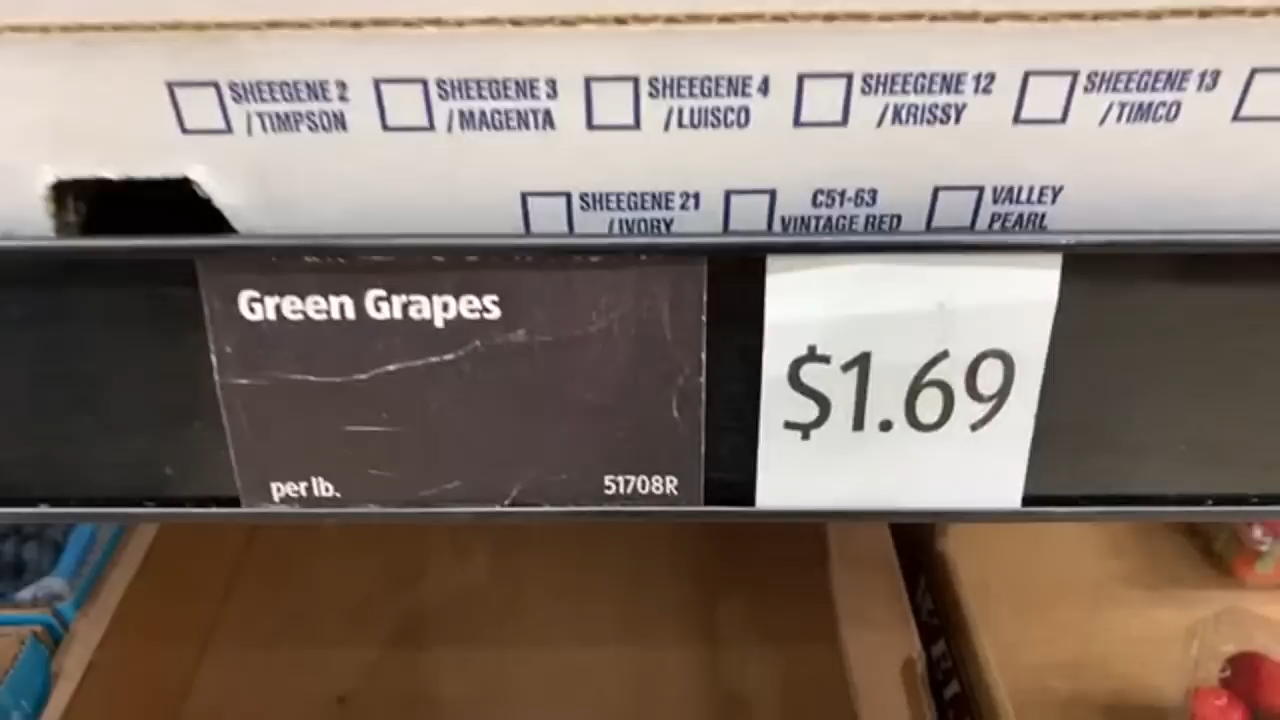 SHEEGENE 2 SHEEGENE 3 SHEEGENE 4 SHEEGENE 12 SHEEGENE 13
/TIMPSON /MAGENTA /LUISCO /KRISSY /TIMCO
SHEEGENE 21 C51-63 VALLEY
/IVORY VINTAGE RED PEARL
Green Grapes
$1.69
per lb. 51708R